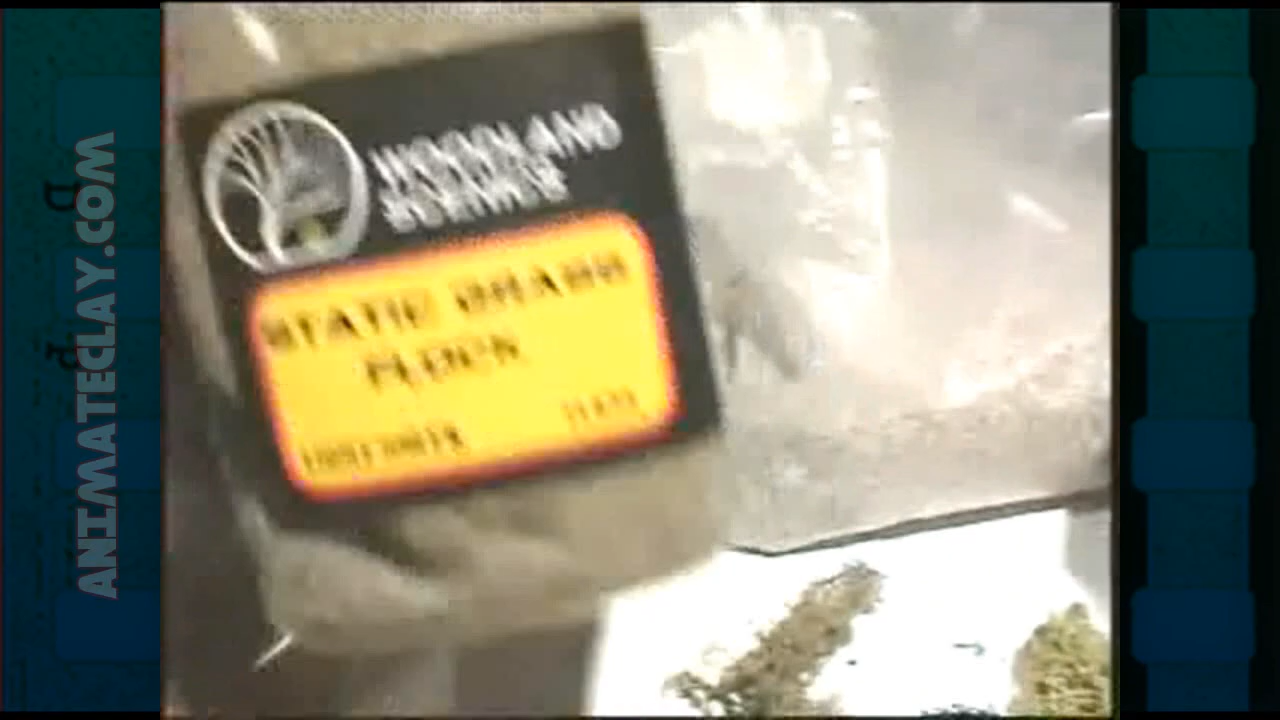 ANIMATECLAY.COM
WOODLAND
SCENICS
STATIC GRASS
FLOCK